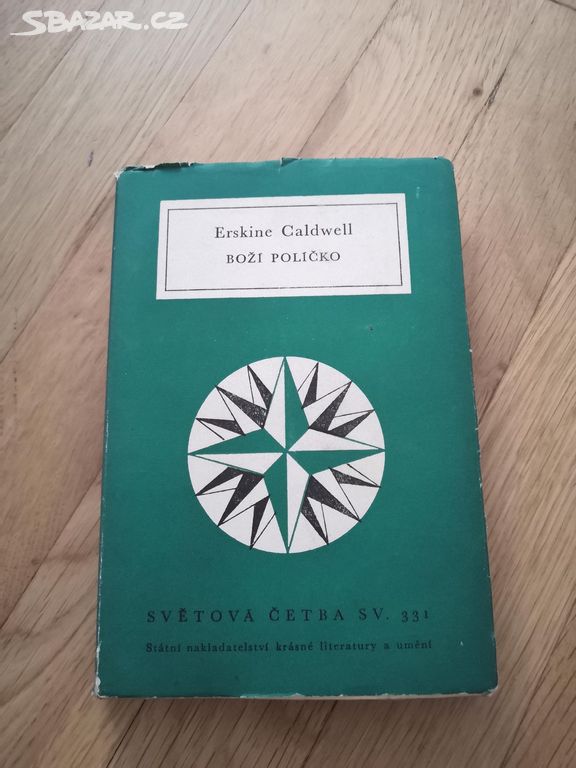 SBAZAR.CZ
Erskine Caldwell
BOŽÍ POLÍČKO
SVĚTOVÁ ČETBA SV. 331
Státní nakladatelství krásné literatury a umění